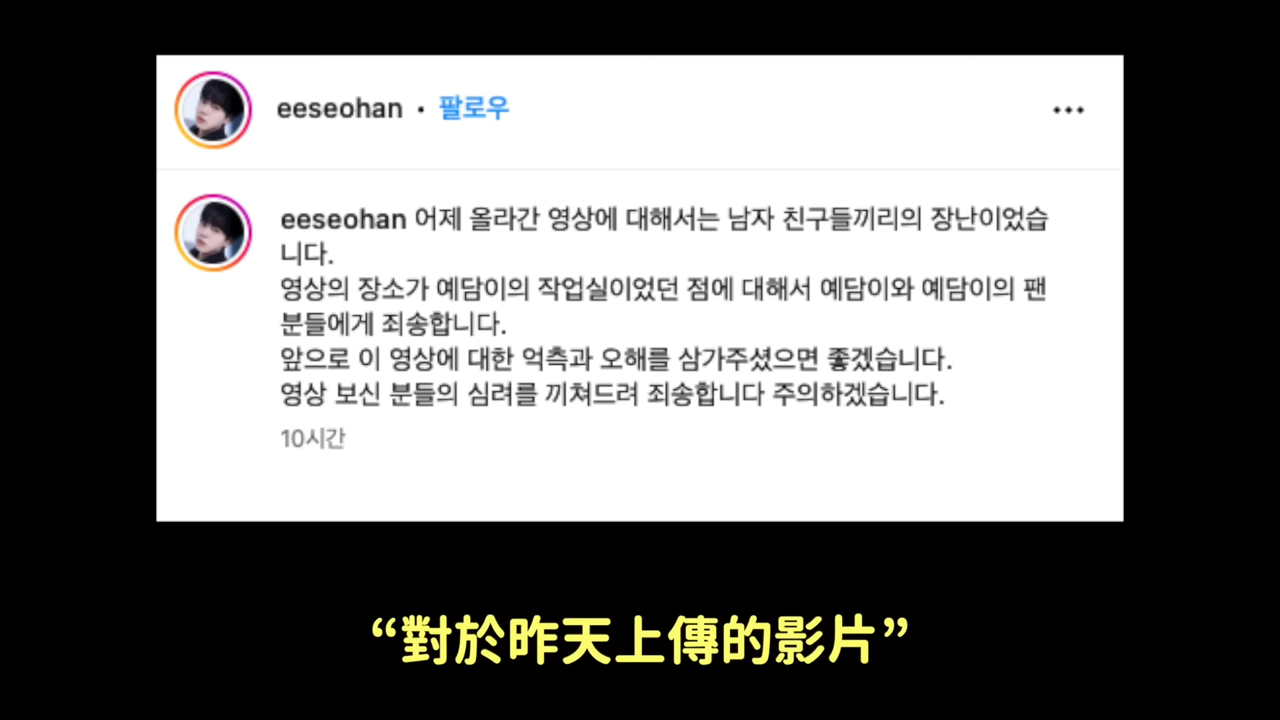 eeseohan • 팔로우
eeseohan 어제 올라간 영상에 대해서는 남자 친구들끼리의 장난이었습
니다.
영상의 장소가 예담이의 작업실이었던 점에 대해서 예담이와 예담이의 팬
분들에게 죄송합니다.
앞으로 이 영상에 대한 억측과 오해를 삼가주셨으면 좋겠습니다.
영상 보신 분들의 심려를 끼쳐드려 죄송합니다 주의하겠습니다.
10시간
“對於昨天上傳的影片”